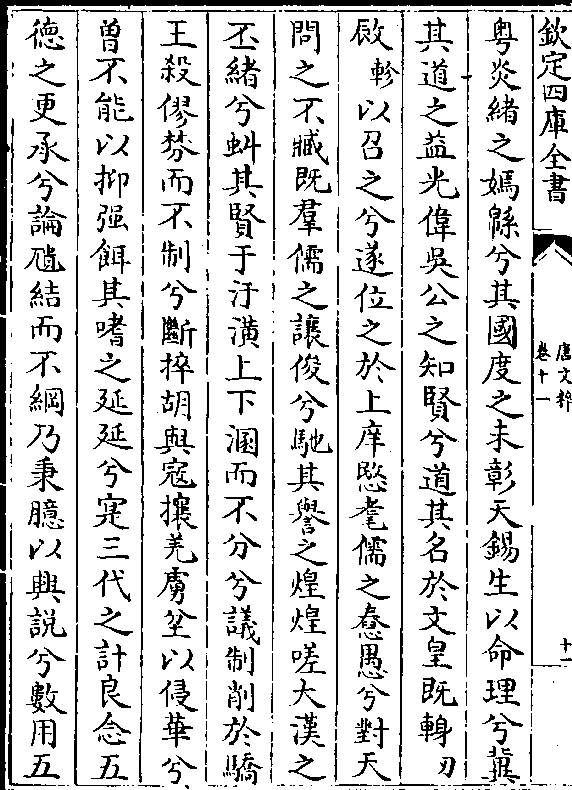 欽定四庫全書
唐文粹
卷十一
十一
粤炎緒之嫣緜兮其國度之未彰天錫生以命理兮冀
其道之益光偉吳公之知賢兮道其名於文皇既輶刃
啟軫以召之兮遂位之於上庠愍耄儒之惷愚兮對天
問之不臧既羣儒之讓俊兮馳其譽之煌煌嗟大漢之
丕緒兮蚪其賢于汙潢上下溷而不分兮議制削於驕
王殺僇棼而不制兮斷捽胡與寇攘羌虜坌以侵華兮
曽不能以抑强餌其嗜之延延兮寔三代之計良念五
德之更承兮論尵結而不綱乃秉臆以興説兮數用五